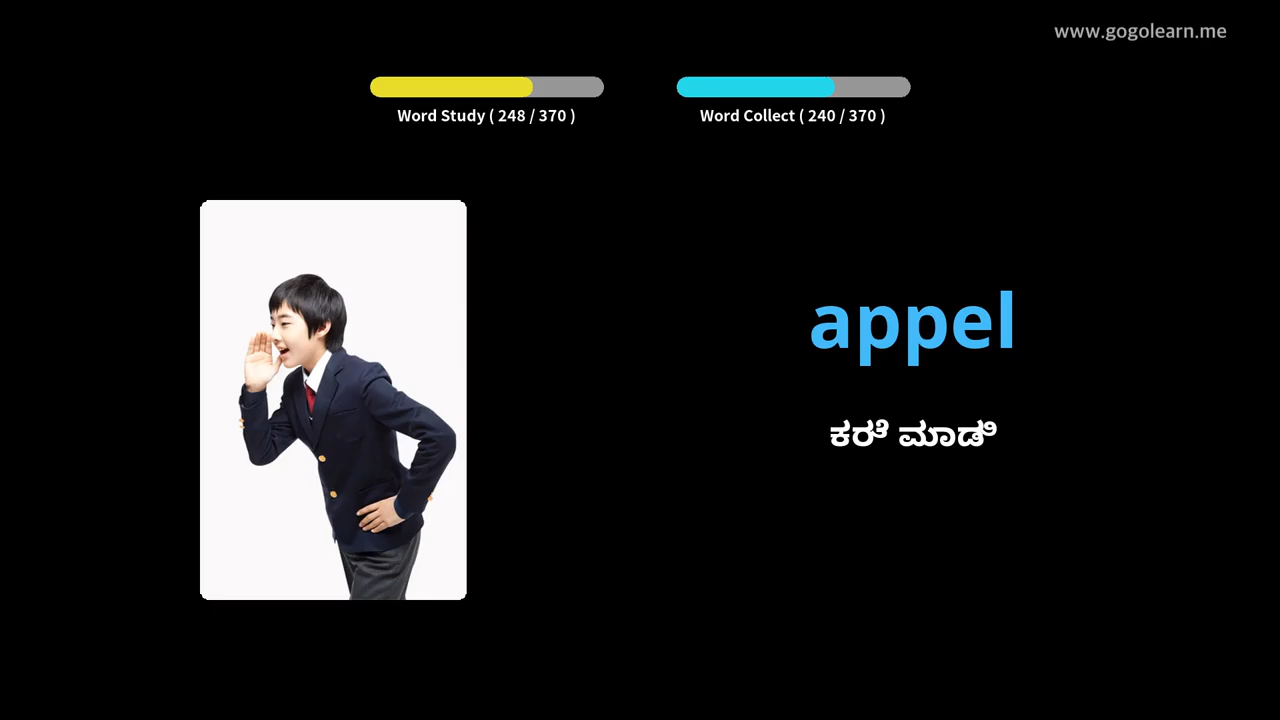 www.gogolearn.me
Word Study ( 248 / 370 )
Word Collect ( 240 / 370 )
appel
ಕರೆ ಮಾಡಿ